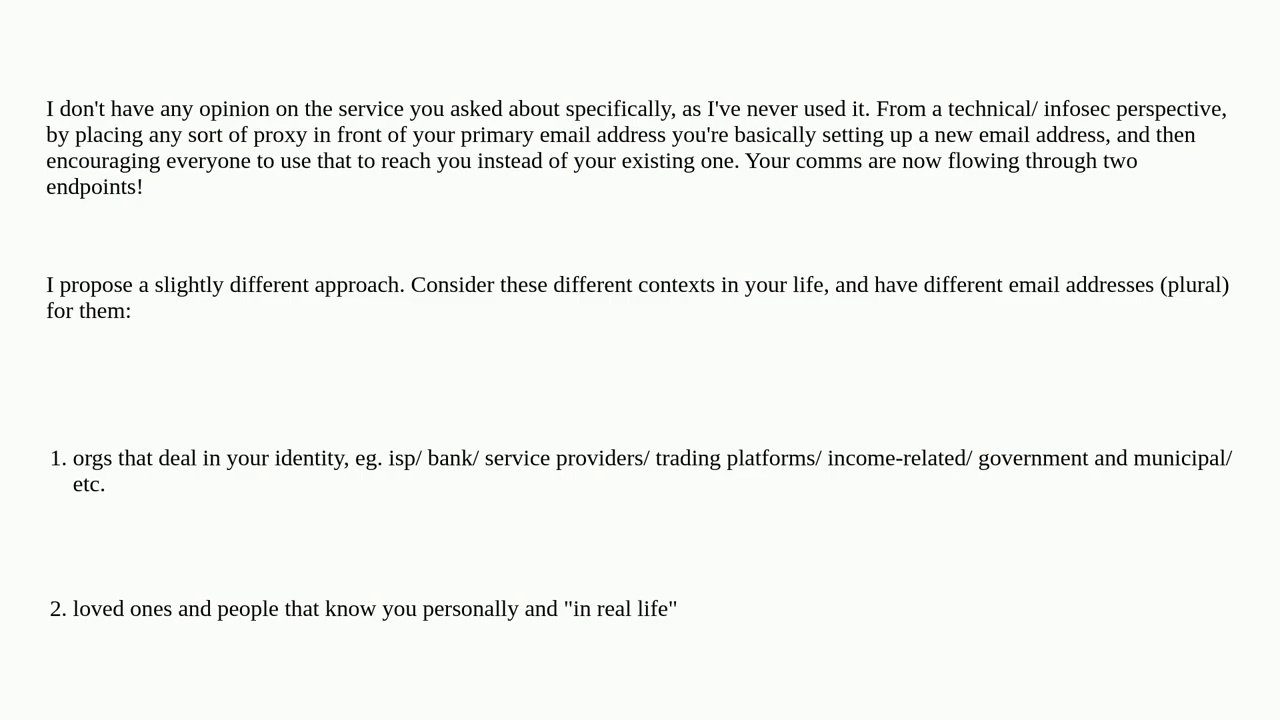 I don't have any opinion on the service you asked about specifically, as I've never used it. From a technical/ infosec perspective,
by placing any sort of proxy in front of your primary email address you're basically setting up a new email address, and then
encouraging everyone to use that to reach you instead of your existing one. Your comms are now flowing through two
endpoints!
I propose a slightly different approach. Consider these different contexts in your life, and have different email addresses (plural)
for them:
1. orgs that deal in your identity, eg. isp/ bank/ service providers/ trading platforms/ income-related/ government and municipal/
etc.
2. loved ones and people that know you personally and "in real life"